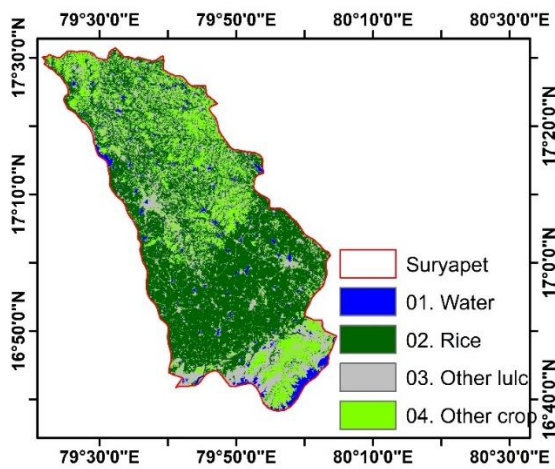 79°30'0"E 79°50'0"E 80°10'0"E 80°30'0"E
17°30'0"N
17°20'0"N
17°10'0"N
17°0'0"N
16°50'0"N
16°40'0"N
Suryapet
01. Water
02. Rice
03. Other lulc
04. Other crop
79°30'0"E 79°50'0"E 80°10'0"E 80°30'0"E